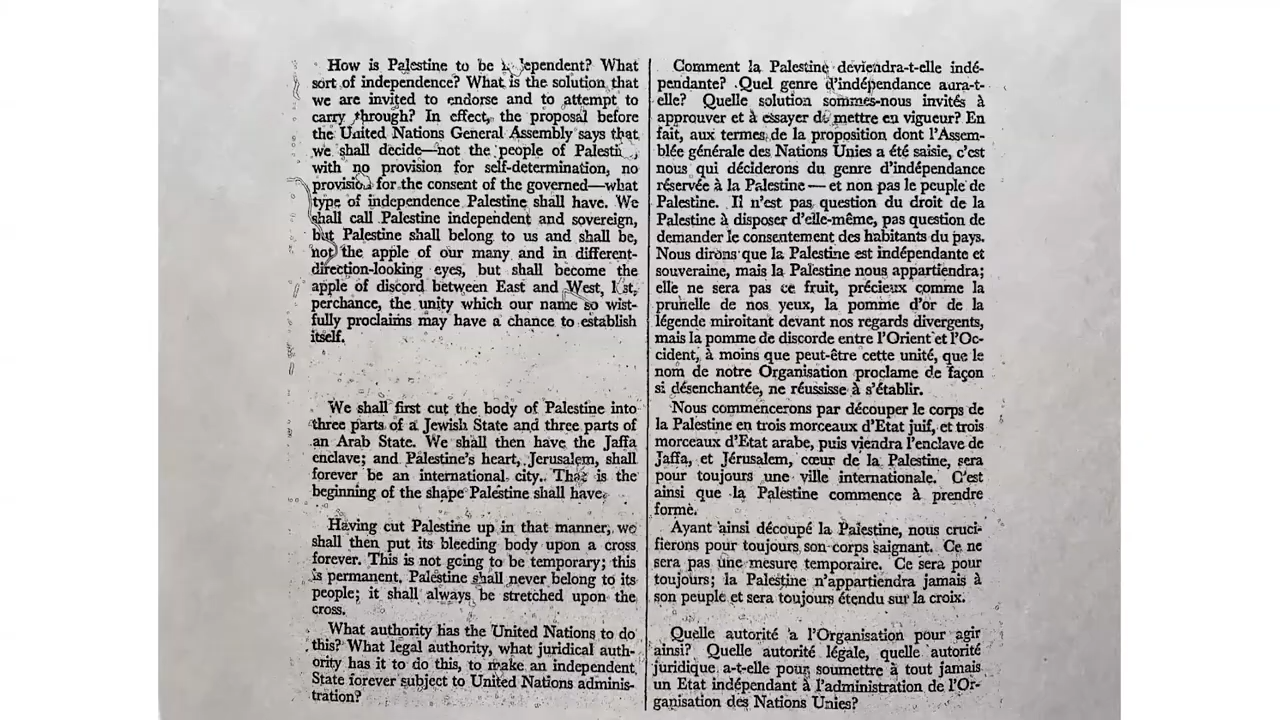 How is Palestine to be dependent? What
sort of independence? What is the solution that
we are invited to endorse and to attempt to
carry through? In effect, the proposal before
the United Nations General Assembly says that
we shall decide—not the people of
with no provision for self-determination, no
provision for the consent of the governed—what
type of independence Palestine shall have. We
shall call Palestine independent and sovereign,
but Palestine shall belong to us and shall be,
not the apple of our many and in different-
direction-looking eyes, but shall become the
apple of discord between East and West,
perchance, the unity which our name so wist-
fully proclaims may have a chance to establish
itself.
We shall first cut the body of Palestine into
three parts of a Jewish State and three parts of
an Arab State. We shall then have the Jaffa
enclave; and Palestine's heart, Jerusalem, shall
forever be an international city. That is the
beginning of the shape Palestine shall have.
Having cut Palestine up in that manner, we
shall then put its bleeding body upon a cross
forever. This is not going to be temporary; this
is permanent. Palestine shall never belong to its
people; it shall always be stretched upon the
cross.
What authority has the United Nations to do
this? What legal authority, what juridical auth-
ority has it to do this, to make an independent
State forever subject to United Nations adminis-
tration?
Comment la Palestine deviendra-t-elle indé-
pendante? Quel genre d'indépendance aura-t-
elle? Quelle solution sommes-nous invités à
approuver et à essayer de mettre en vigueur? En
fait, aux termes de la proposition dont l'Assem-
blée générale des Nations Unies a été saisie, c'est
nous qui déciderons du genre d'indépendance
réservée à la Palestine — et non pas le peuple de
Palestine. Il n'est pas question du droit de la
Palestine à disposer d'elle-même, pas question de
demander le consentement des habitants du pays.
Nous dirons que la Palestine est indépendante et
souveraine, mais la Palestine nous appartiendra;
elle ne sera pas ce fruit, précieux comme la
prunelle de nos yeux, la pomme d'or de la
légende miroitant devant nos regards divergents,
mais la pomme de discorde entre l'Orient et l'Oc-
cident, à moins que peut-être cette unité, que le
nom de notre Organisation proclame de façon
si désenchantée, ne réussisse à s'établir.
Nous commencerons par découper le corps de
la Palestine en trois morceaux d'Etat juif, et trois
morceaux d'Etat arabe, puis viendra l'enclave de
Jaffa, et Jérusalem, cœur de la Palestine, sera
pour toujours une ville internationale. C'est
ainsi que la Palestine commence à prendre
forme.
Ayant ainsi découpé la Palestine, nous cruci-
fierons pour toujours son corps saignant. Ce ne
sera pas une mesure temporaire. Ce sera pour
toujours; la Palestine n'appartiendra jamais à
son peuple et sera toujours étendu sur la croix.
Quelle autorité a l'Organisation pour agir
ainsi? Quelle autorité légale, quelle autorité
juridique a-t-elle pour soumettre à tout jamais
un Etat indépendant à l'administration de l'Or-
ganisation des Nations Unies?